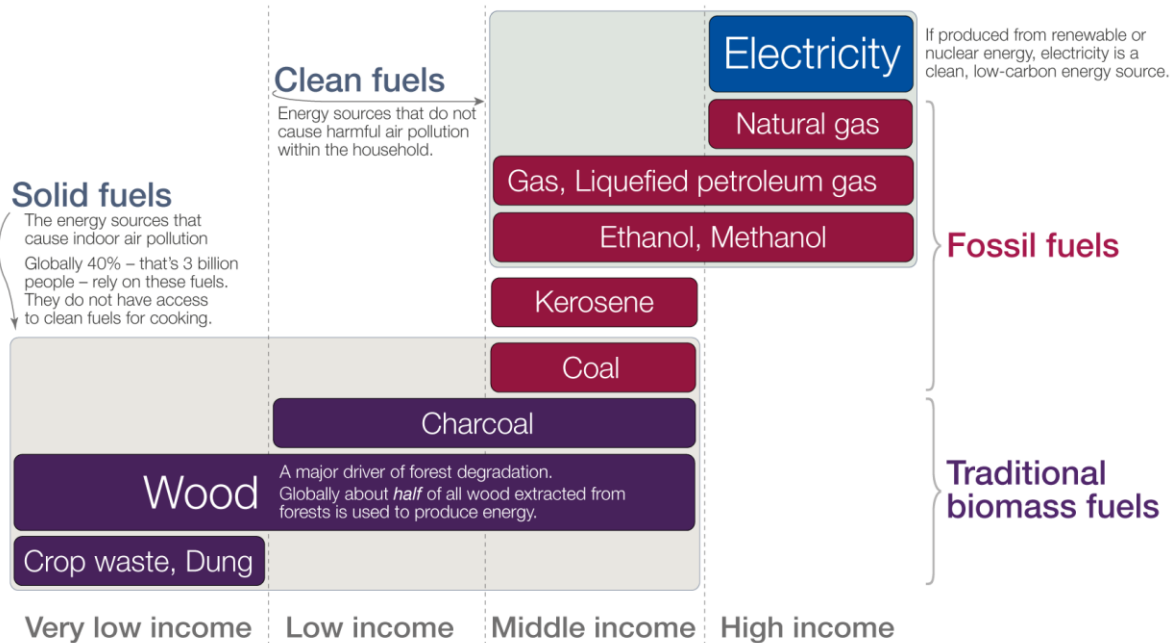 Electricity
If produced from renewable or
nuclear energy, electricity is a
clean, low-carbon energy source.
Clean fuels
Energy sources that do not
cause harmful air pollution
within the household.
Natural gas
Gas, Liquefied petroleum gas
Solid fuels
The energy sources that
cause indoor air pollution
Globally 40% – that's 3 billion
people – rely on these fuels.
They do not have access
to clean fuels for cooking.
Ethanol, Methanol
Fossil fuels
Kerosene
Coal
Charcoal
Wood
A major driver of forest degradation.
Globally about half of all wood extracted from
forests is used to produce energy.
Traditional
biomass fuels
Crop waste, Dung
Very low income
Low income
Middle income
High income